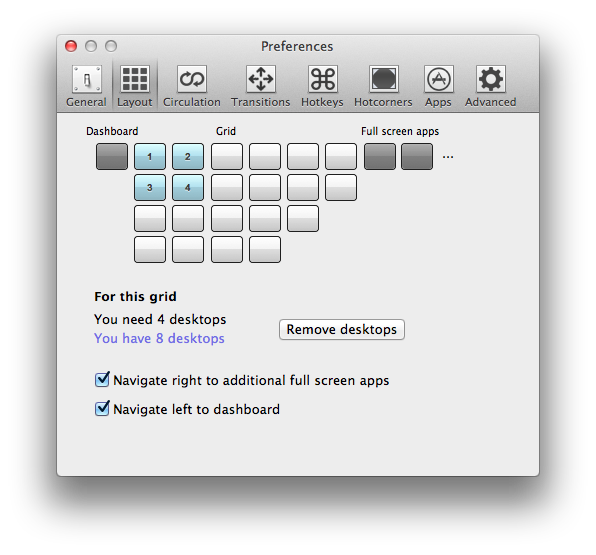 Preferences
General Layout Circulation Transitions Hotkeys Hotcorners Apps Advanced
Dashboard Grid Full screen apps
1 2 ...
3 4
For this grid
You need 4 desktops
You have 8 desktops
Remove desktops
Navigate right to additional full screen apps
Navigate left to dashboard